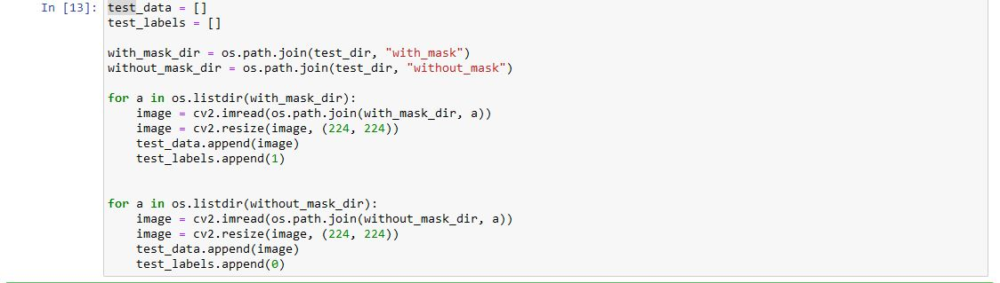 In [13]: test_data = []
test_labels = []
with_mask_dir = os.path.join(test_dir, "with_mask")
without_mask_dir = os.path.join(test_dir, "without_mask")
for a in os.listdir(with_mask_dir):
    image = cv2.imread(os.path.join(with_mask_dir, a))
    image = cv2.resize(image, (224, 224))
    test_data.append(image)
    test_labels.append(1)
for a in os.listdir(without_mask_dir):
    image = cv2.imread(os.path.join(without_mask_dir, a))
    image = cv2.resize(image, (224, 224))
    test_data.append(image)
    test_labels.append(0)